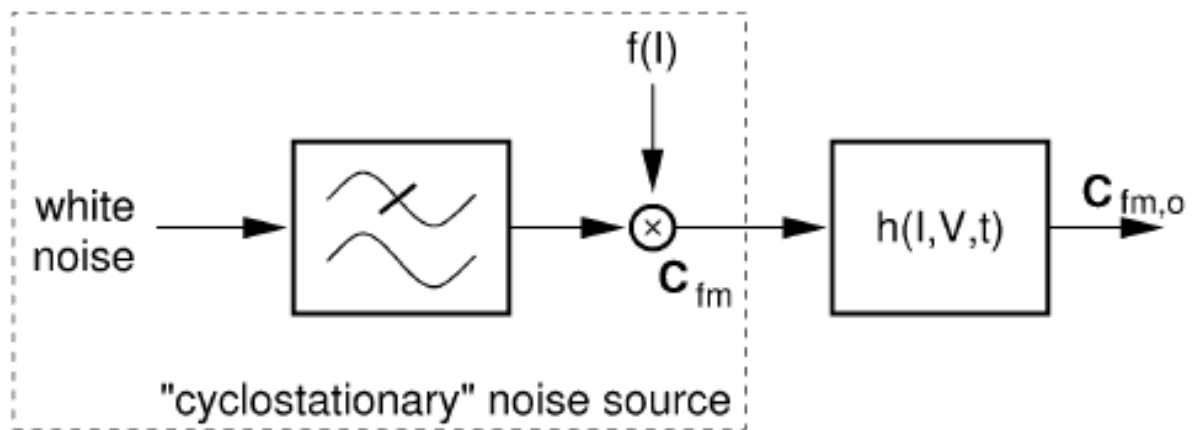 f(I)
white
noise
C fm
h(I,V,t)
C fm,o
"cyclostationary" noise source